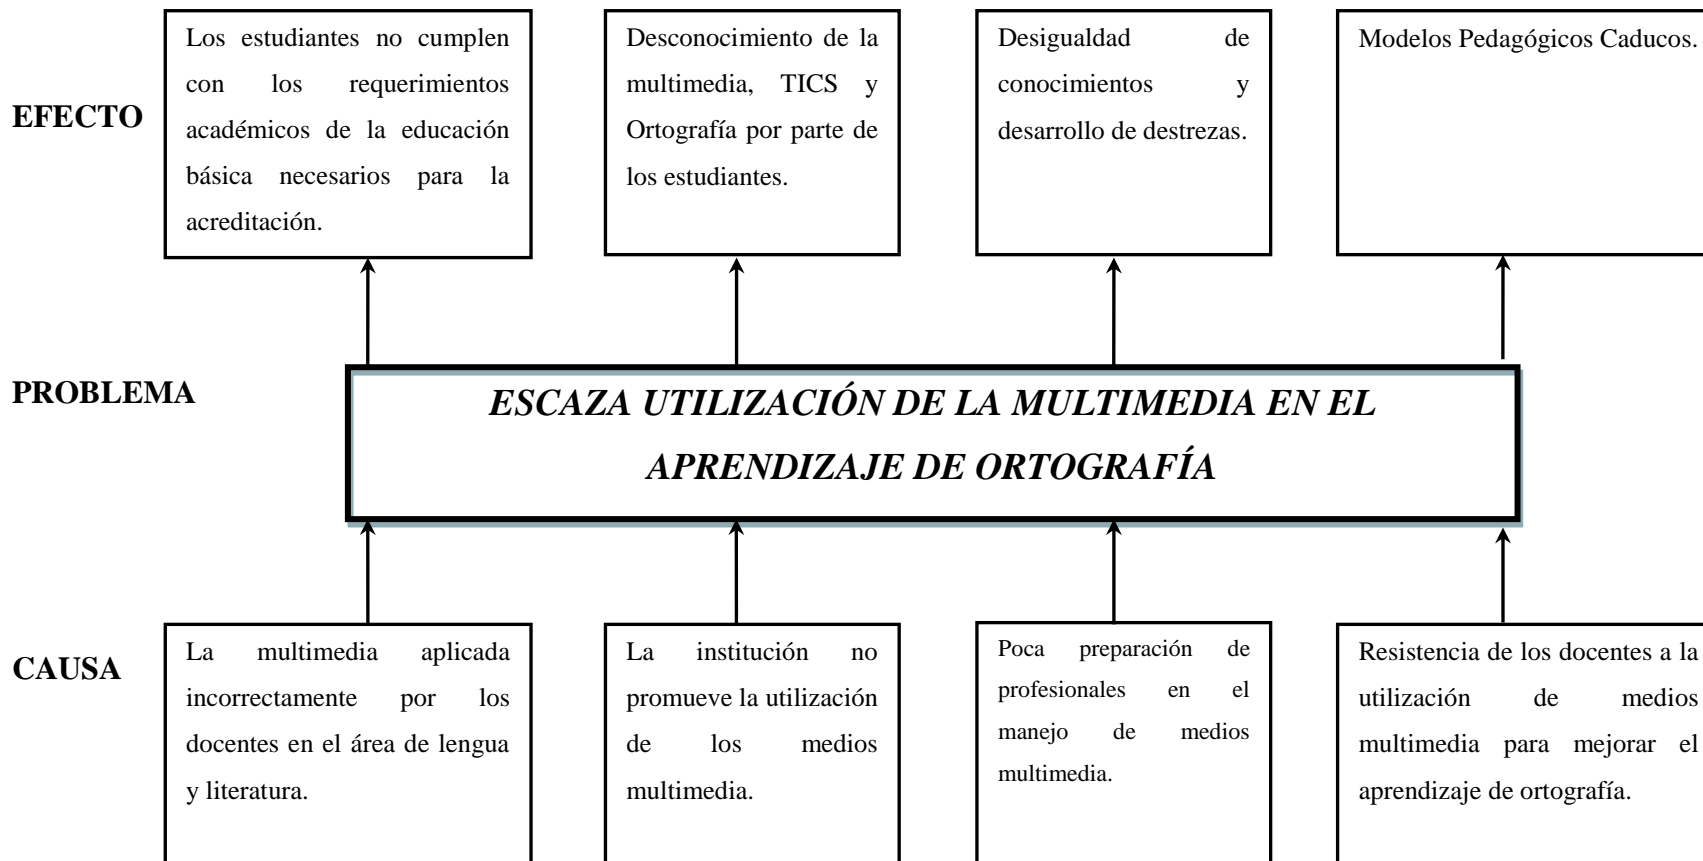 EFECTO
Los estudiantes no cumplen
con los requerimientos
académicos de la educación
básica necesarios para la
acreditación.
Desconocimiento de la
multimedia, TICS y
Ortografía por parte de
los estudiantes.
Desigualdad de
conocimientos y
desarrollo de destrezas.
Modelos Pedagógicos Caducos.
PROBLEMA
ESCAZA UTILIZACIÓN DE LA MULTIMEDIA EN EL
APRENDIZAJE DE ORTOGRAFÍA
CAUSA
La multimedia aplicada
incorrectamente por los
docentes en el área de lengua
y literatura.
La institución no
promueve la utilización
de los medios
multimedia.
Poca preparación de
profesionales en el
manejo de medios
multimedia.
Resistencia de los docentes a la
utilización de medios
multimedia para mejorar el
aprendizaje de ortografía.